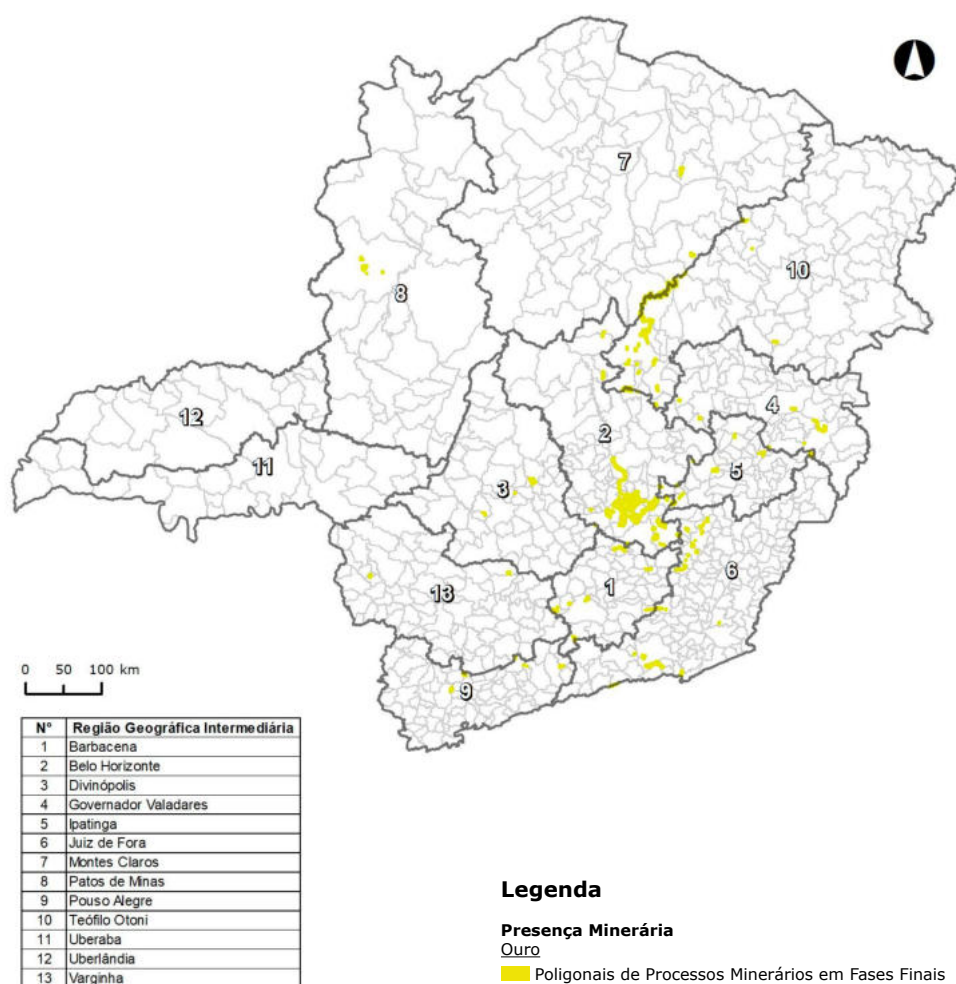 7
10
8
4
12
2
5
11
3
6
1
13
9
0 50 100 km
Nº Região Geográfica Intermediária
1 Barbacena
2 Belo Horizonte
3 Divinópolis
4 Governador Valadares
5 Ipatinga
6 Juiz de Fora
7 Montes Claros
8 Patos de Minas
9 Pouso Alegre
10 Teófilo Otoni
11 Uberaba
12 Uberlândia
13 Varginha
Legenda
Presença Minerária
Ouro
Poligonais de Processos Minerários em Fases Finais